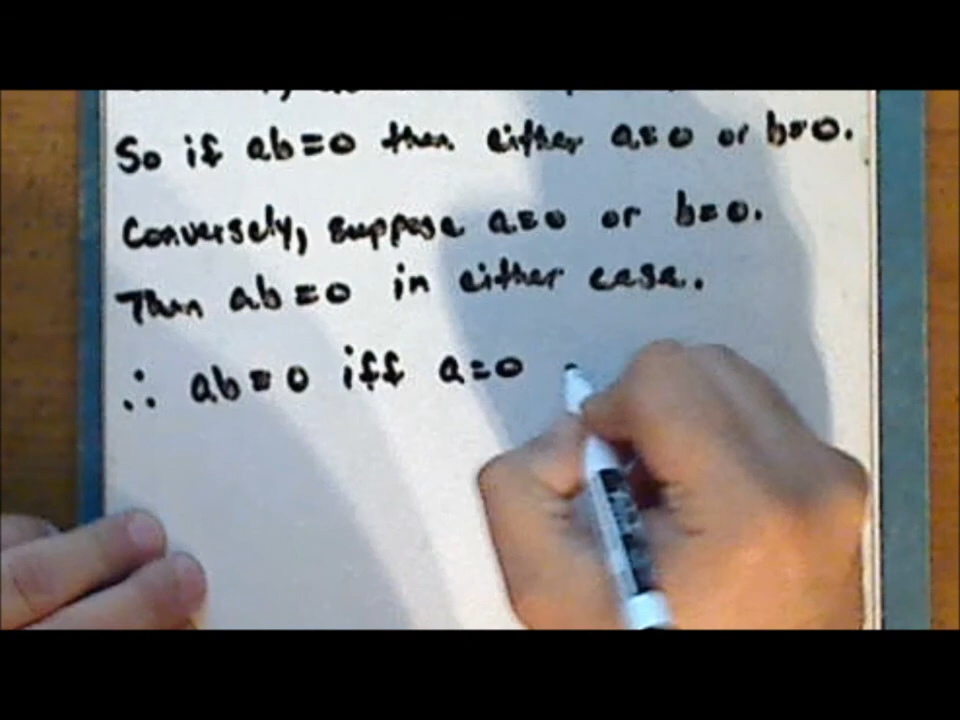 So if ab=0 then either a=0 or b=0.
Conversely, suppose a=0 or b=0.
Then ab=0 in either case.
∴ ab=0 iff a=0